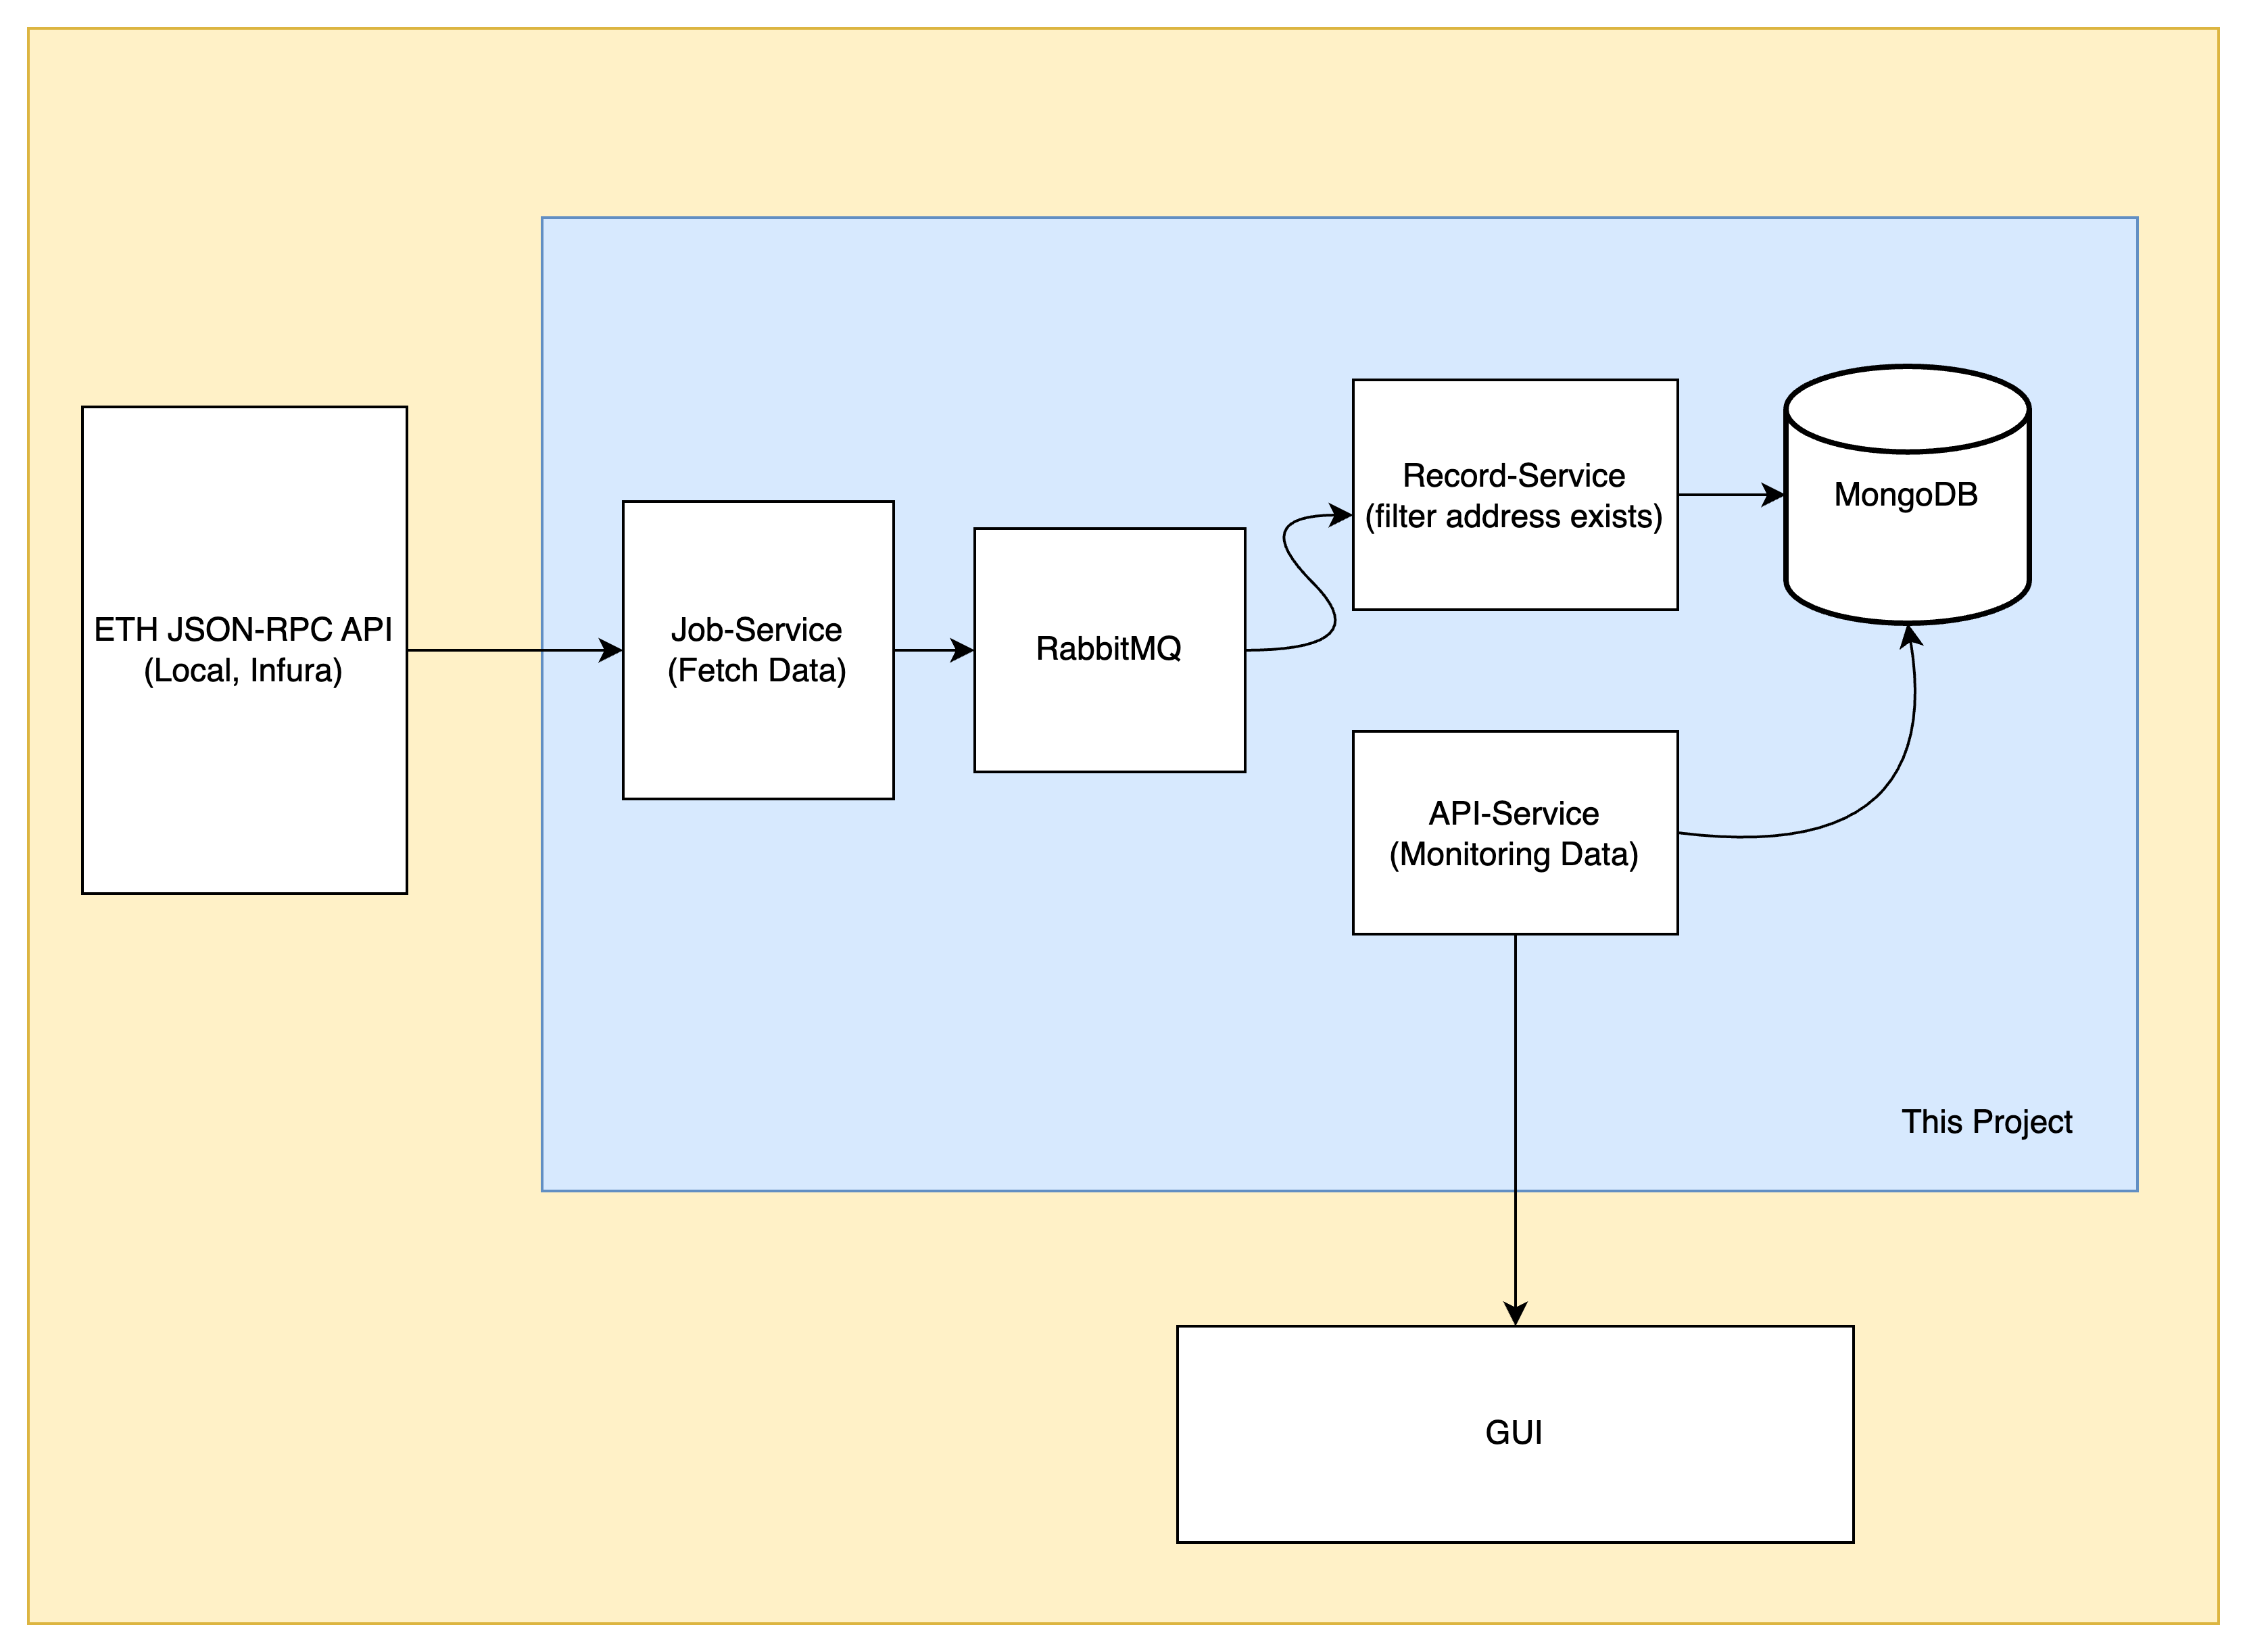 ETH JSON-RPC API
(Local, Infura)
Job-Service
(Fetch Data)
RabbitMQ
Record-Service
(filter address exists)
MongoDB
API-Service
(Monitoring Data)
This Project
GUI